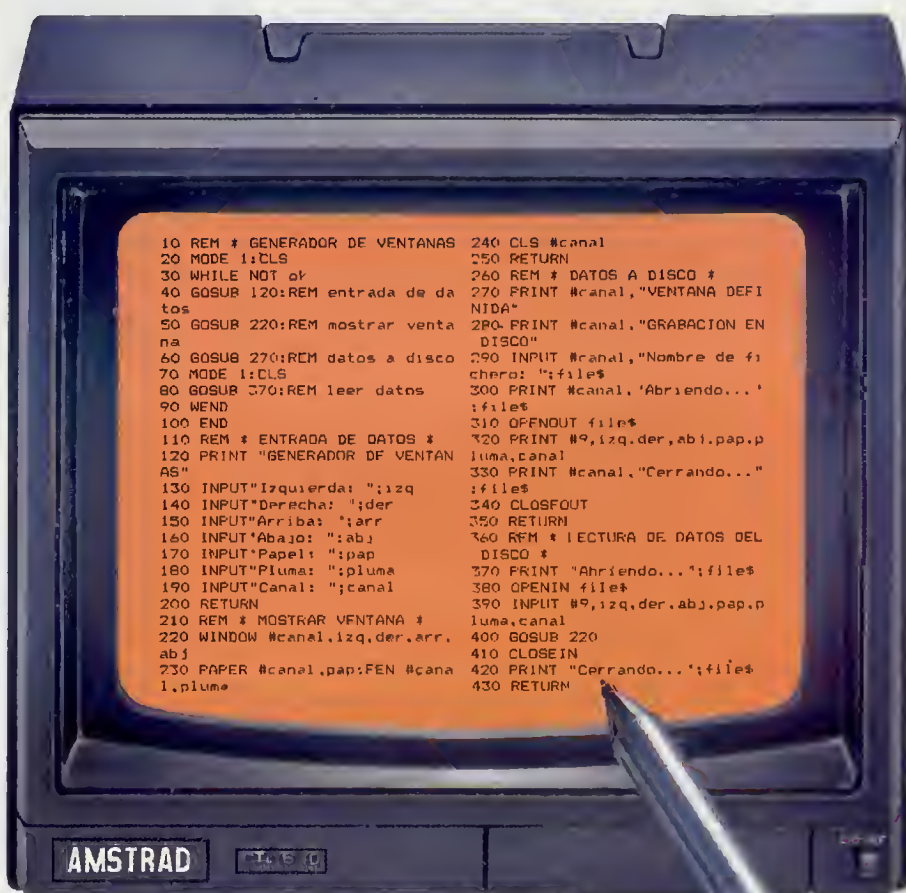 10 REM * GENERADOR DE VENTANAS
20 MODE 1:CLS
30 WHILE NOT ok
40 GOSUB 120:REM entrada de da
tos
50 GOSUB 220:REM mostrar venta
na
60 GOSUB 270:REM datos a disco
70 MODE 1:CLS
80 GOSUB 370:REM leer datos
90 WEND
100 END
110 REM * ENTRADA DE DATOS *
120 PRINT "GENERADOR DE VENTAN
AS"
130 INPUT"Izquierda: ";izq
140 INPUT"Derecha: ";der
150 INPUT"Arriba: ";arr
160 INPUT"Abajo: ";abj
170 INPUT"Papel: ";pap
180 INPUT"Pluma: ";pluma
190 INPUT"Canal: ";canal
200 RETURN
210 REM * MOSTRAR VENTANA *
220 WINDOW #canal,izq,der,arr,
abj
230 PAPER #canal,pap:PEN #cana
l,pluma
240 CLS #canal
250 RETURN
260 REM * DATOS A DISCO *
270 PRINT #canal,"VENTANA DEFI
NIDA"
280 PRINT #canal,"GRABACION EN
DISCO"
290 INPUT #canal,"Nombre de fi
chero: ";file$
300 PRINT #canal,"Abriendo..."
;file$
310 OPENOUT file$
320 PRINT #9,izq,der,abj,pap,p
luma,canal
330 PRINT #canal,"Cerrando..."
;file$
340 CLOSEOUT
350 RETURN
360 REM * LECTURA DE DATOS DEL
DISCO *
370 PRINT "Abriendo...";file$
380 OPENIN file$
390 INPUT #9,izq,der,abj,pap,p
luma,canal
400 GOSUB 220
410 CLOSEIN
420 PRINT "Cerrando...";file$
430 RETURN
AMSTRAD